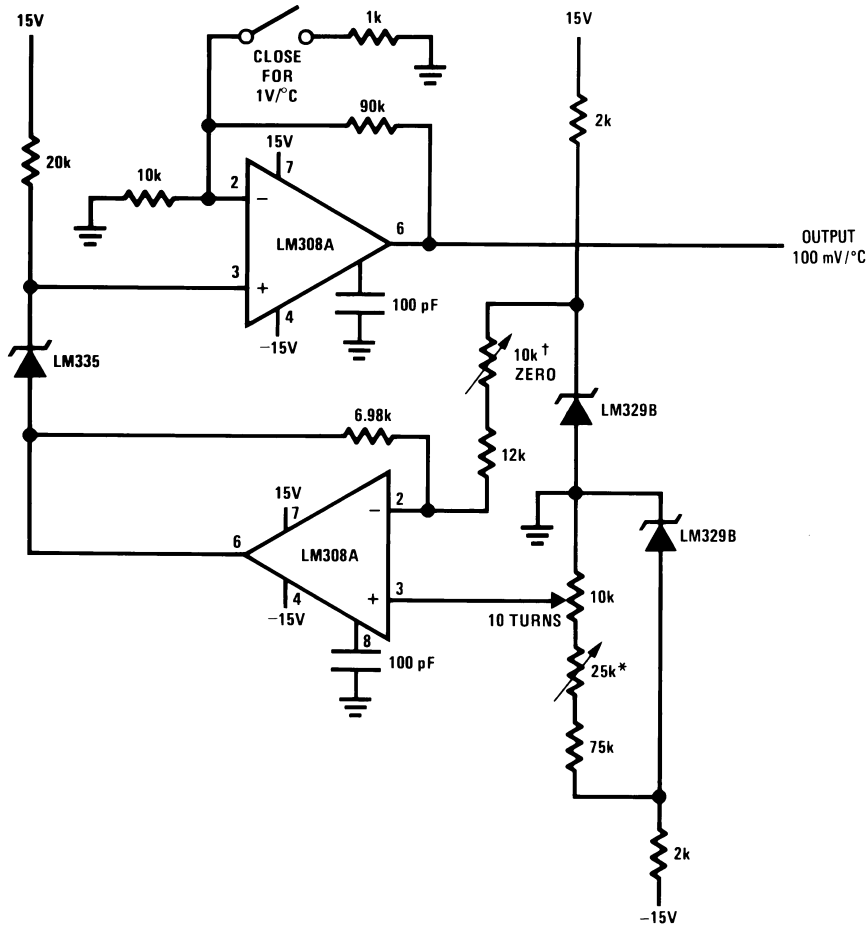 15V
1k
15V
CLOSE
FOR
1V/°C
90k
2k
20k
15V
7
10k
2
−
LM308A
6
OUTPUT
100 mV/°C
3
+
100 pF
4
−15V
10k†
ZERO
LM335
LM329B
6.98k
12k
15V
7
2
−
LM329B
6
LM308A
3
+
10k
4
−15V
10 TURNS
8
100 pF
25k*
75k
2k
−15V